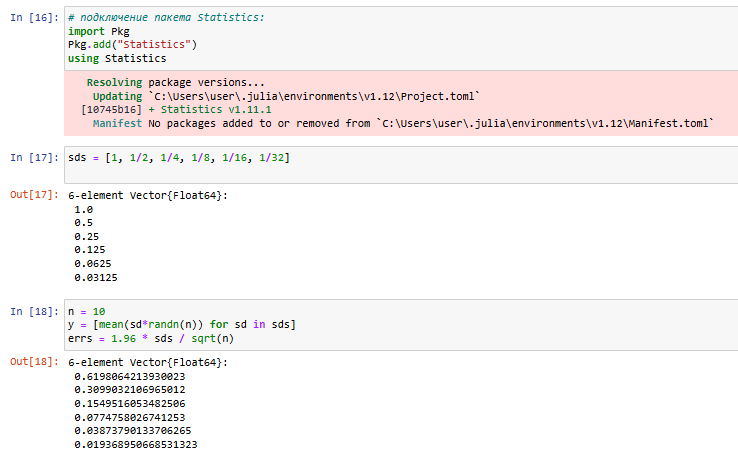 In [16]: # подключение пакета Statistics:
import Pkg
Pkg.add("Statistics")
using Statistics
Resolving package versions...
Updating `C:\Users\user\.julia\environments\v1.12\Project.toml`
[10745b16] + Statistics v1.11.1
Manifest No packages added to or removed from `C:\Users\user\.julia\environments\v1.12\Manifest.toml`
In [17]: sds = [1, 1/2, 1/4, 1/8, 1/16, 1/32]
Out[17]: 6-element Vector{Float64}:
1.0
0.5
0.25
0.125
0.0625
0.03125
In [18]: n = 10
y = [mean(sd*randn(n)) for sd in sds]
errs = 1.96 * sds / sqrt(n)
Out[18]: 6-element Vector{Float64}:
0.6198064213930023
0.3099032106965012
0.1549516053482506
0.0774758026741253
0.03873790133706265
0.019368950668531323